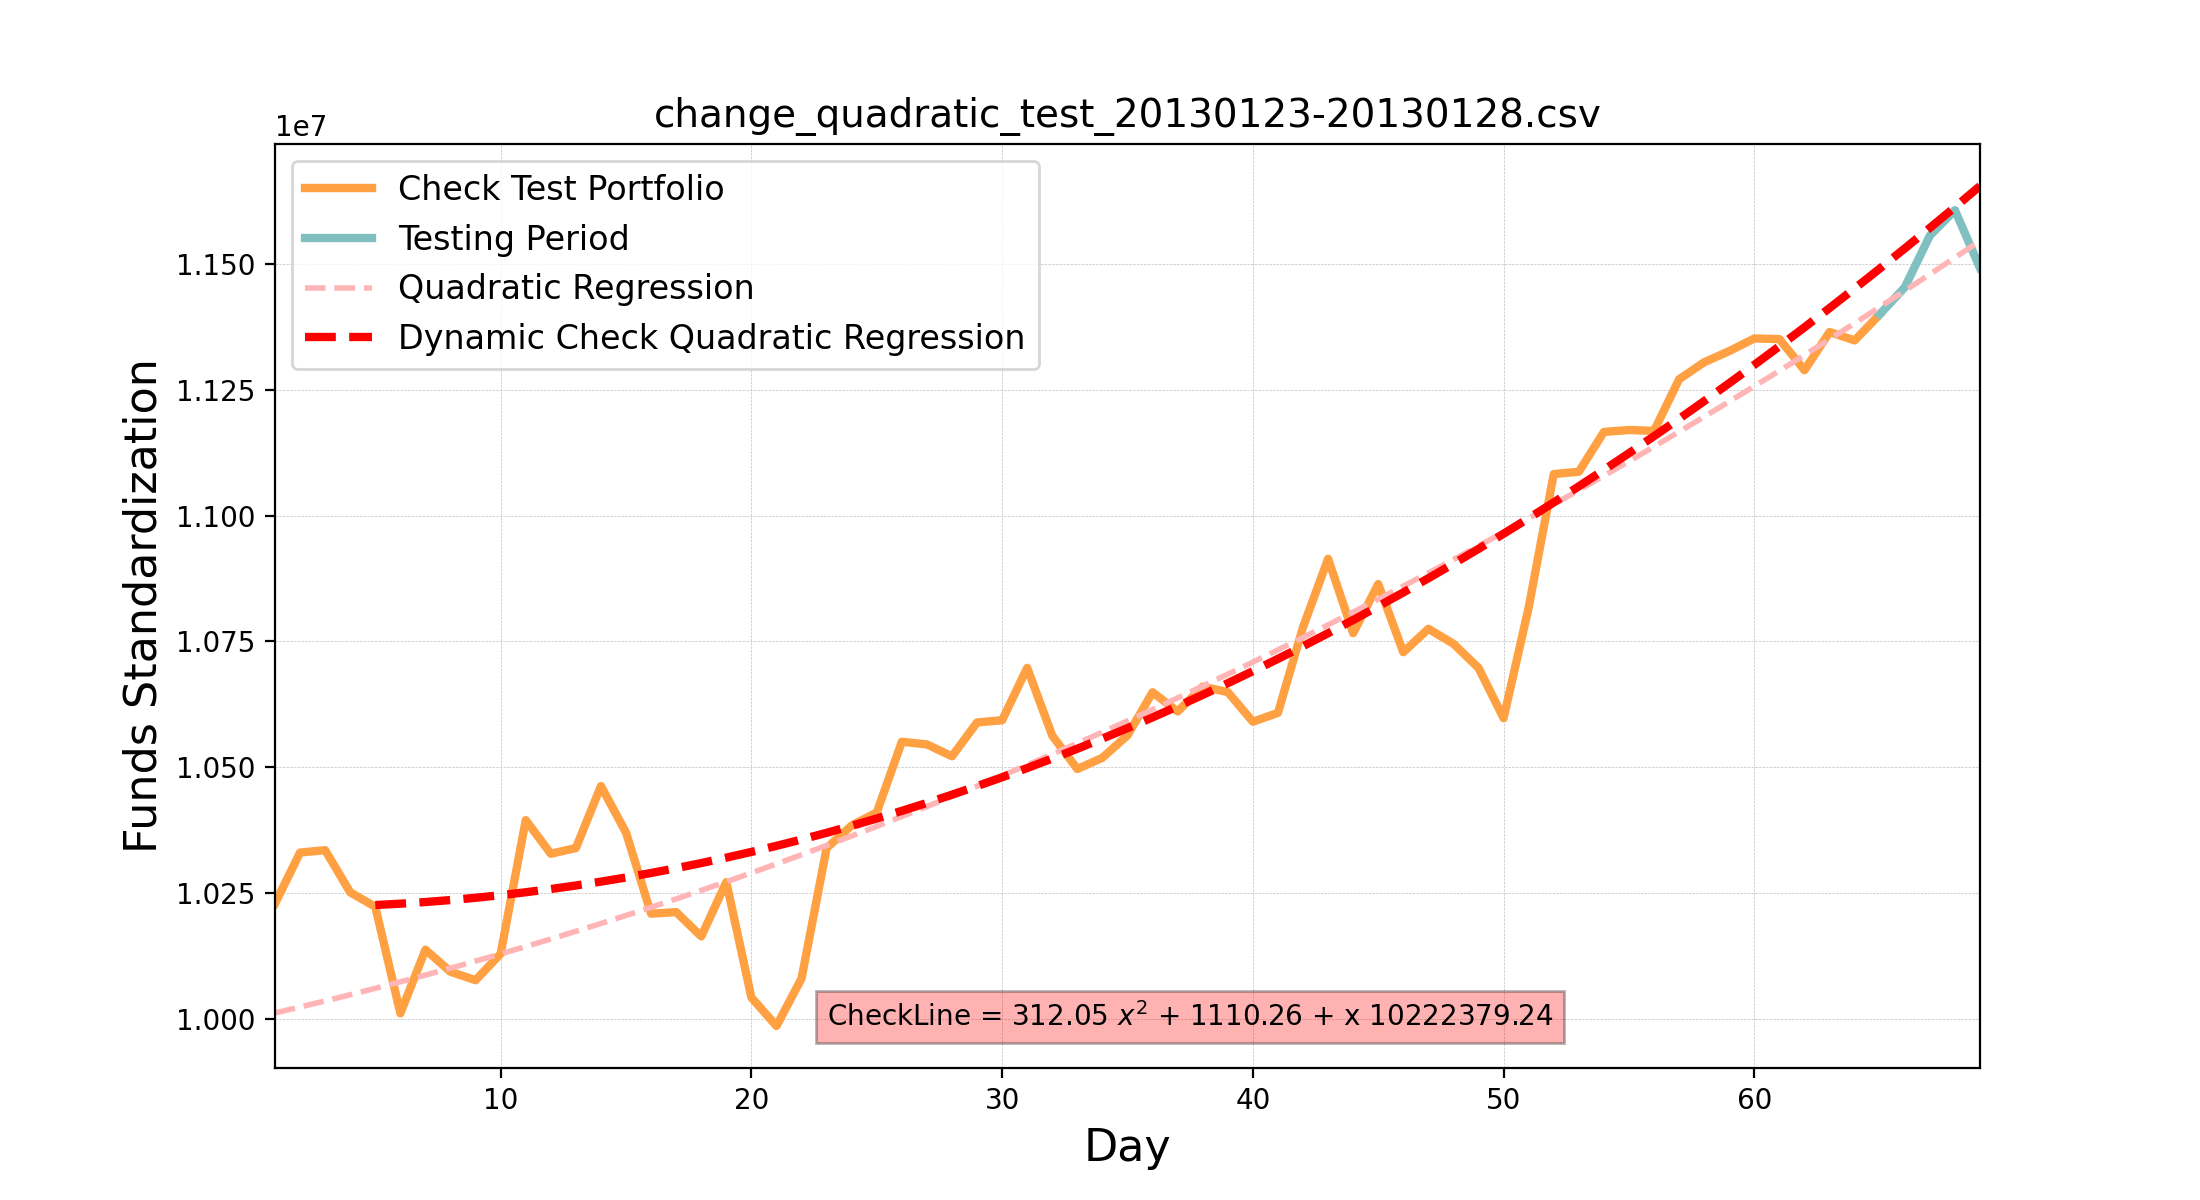 change_quadratic_test_20130123-20130128.csv
1e7
Check Test Portfolio
Testing Period
Quadratic Regression
Dynamic Check Quadratic Regression
1.150
1.125
1.100
1.075
1.050
1.025
1.000
Funds Standardization
CheckLine = 312.05 x² + 1110.26 + x 10222379.24
10 20 30 40 50 60
Day